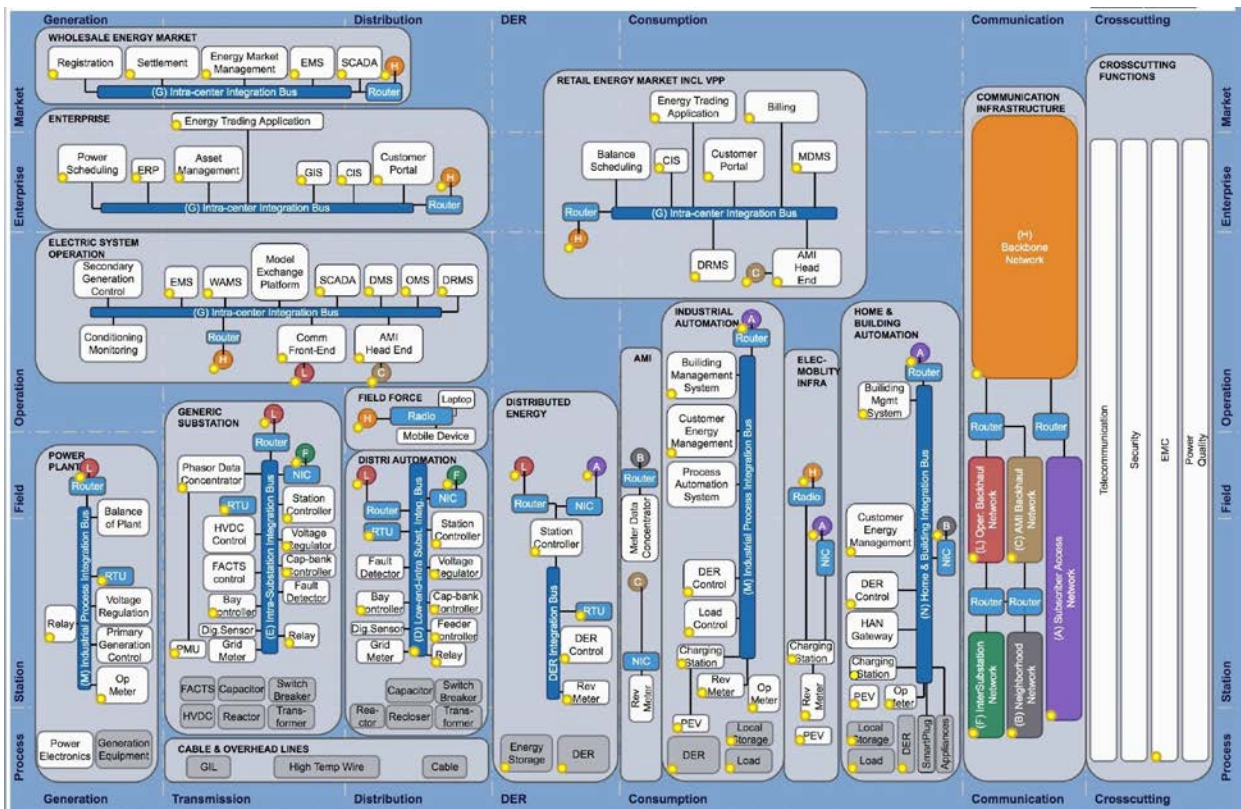 Generation
Distribution
DER
Consumption
Communication
Crosscutting
Market
Enterprise
Operation
Field
Station
Process
WHOLESALE ENERGY MARKET
Registration
Settlement
Energy Market
Management
EMS
SCADA
H
(G) Intra-center Integration Bus
Router
ENTERPRISE
Energy Trading Application
Power
Scheduling
ERP
Asset
Management
GIS
CIS
Customer
Portal
H
(G) Intra-center Integration Bus
Router
ELECTRIC SYSTEM
OPERATION
Secondary
Generation
Control
EMS
WAMS
Model
Exchange
Platform
SCADA
DMS
OMS
DRMS
(G) Intra-center Integration Bus
Conditioning
Monitoring
Router
H
Comm
Front-End
L
AMI
Head End
C
RETAIL ENERGY MARKET INCL VPP
Energy Trading
Application
Billing
Balance
Scheduling
CIS
Customer
Portal
MDMS
Router
(G) Intra-center Integration Bus
H
DRMS
C
AMI
Head
End
POWER
PLANT
L
Router
(M) Industrial Process Integration Bus
Balance
of Plant
RTU
Voltage
Regulation
Relay
Primary
Generation
Control
Op
Meter
Power
Electronics
Generation
Equipment
GENERIC
SUBSTATION
L
Router
F
NIC
Phasor Data
Concentrator
RTU
(E) Intra-Substation Integration Bus
Station
Controller
HVDC
Control
Voltage
Regulator
FACTS
control
Cap-bank
Controller
Bay
Controller
Fault
Detector
Dig.Sensor
Relay
PMU
Grid
Meter
FACTS
Capacitor
Switch
Breaker
HVDC
Reactor
Trans-
former
FIELD FORCE
Laptop
H
Radio
Mobile Device
DISTRI AUTOMATION
L
Router
F
NIC
RTU
(D) Low-end-intra Subst. Integ. Bus
Station
Controller
Fault
Detector
Voltage
Regulator
Bay
Controller
Cap-bank
Controller
Dig.Sensor
Feeder
Controller
Grid
Meter
Relay
Capacitor
Switch
Breaker
Rea-
ctor
Recloser
Trans-
former
CABLE & OVERHEAD LINES
GIL
High Temp Wire
Cable
DISTRIBUTED
ENERGY
L
A
Router
NIC
Station
Controller
DER Integration Bus
RTU
DER
Control
Rev
Meter
Energy
Storage
DER
AMI
B
Router
Meter Data
Concentrator
C
NIC
Rev
Meter
INDUSTRIAL
AUTOMATION
A
Router
Builiding
Management
System
Customer
Energy
Management
Process
Automation
System
(M) Industrial Process Integration Bus
DER
Control
Load
Control
Charging
Station
Rev
Meter
Op
Meter
PEV
DER
Local
Storage
Load
ELEC-
MOBLITY
INFRA
H
Radio
A
NIC
Charging
Station
Rev
Meter
PEV
HOME &
BUILDING
AUTOMATION
A
Router
Builiding
Mgmt
System
(N) Home & Building Integration Bus
B
NIC
Customer
Energy
Management
DER
Control
HAN
Gateway
Charging
Station
PEV
Op
Meter
Local
Storage
Load
DER
SmartPlug
Appliances
COMMUNICATION
INFRASTRUCTURE
(H)
Backbone
Network
Router
Router
(L) Oper. Backhaul
Network
(C) AMI Backhaul
Network
(A) Subscriber Access
Network
Router
Router
(F) InterSubstation
Network
(B) Neighborhood
Network
CROSSCUTTING
FUNCTIONS
Telecommunication
Security
EMC
Power
Quality
Market
Enterprise
Operation
Field
Station
Process
Generation
Transmission
Distribution
DER
Consumption
Communication
Crosscutting